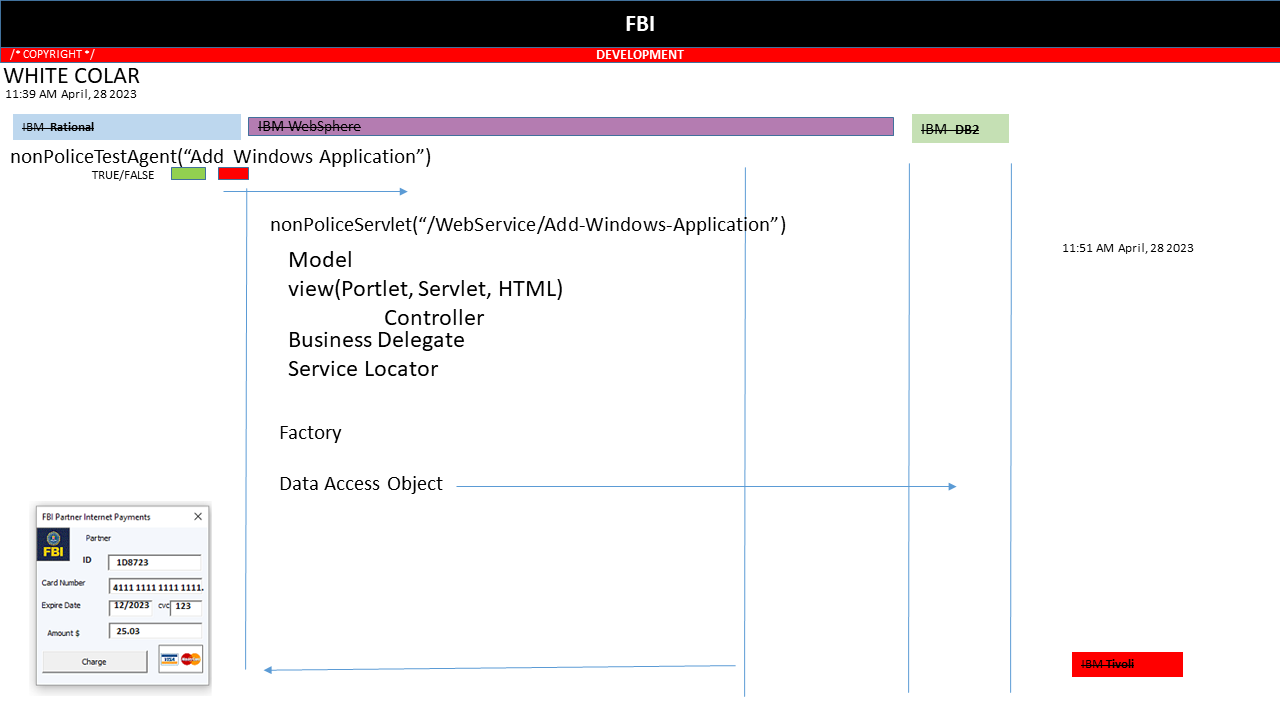 FBI
/* COPYRIGHT */ DEVELOPMENT
WHITE COLAR
11:39 AM April, 28 2023
IBM Rational
IBM WebSphere
IBM DB2
nonPoliceTestAgent(“Add Windows Application”)
TRUE/FALSE
nonPoliceServlet(“/WebService/Add-Windows-Application”)
11:51 AM April, 28 2023
Model
view(Portlet, Servlet, HTML)
Controller
Business Delegate
Service Locator
Factory
Data Access Object
FBI Partner Internet Payments
Partner
FBI
ID 1D8723
Card Number 4111 1111 1111 1111.
Expire Date 12/2023 cvc 123
Amount $ 25.03
Charge VISA
IBM Tivoli